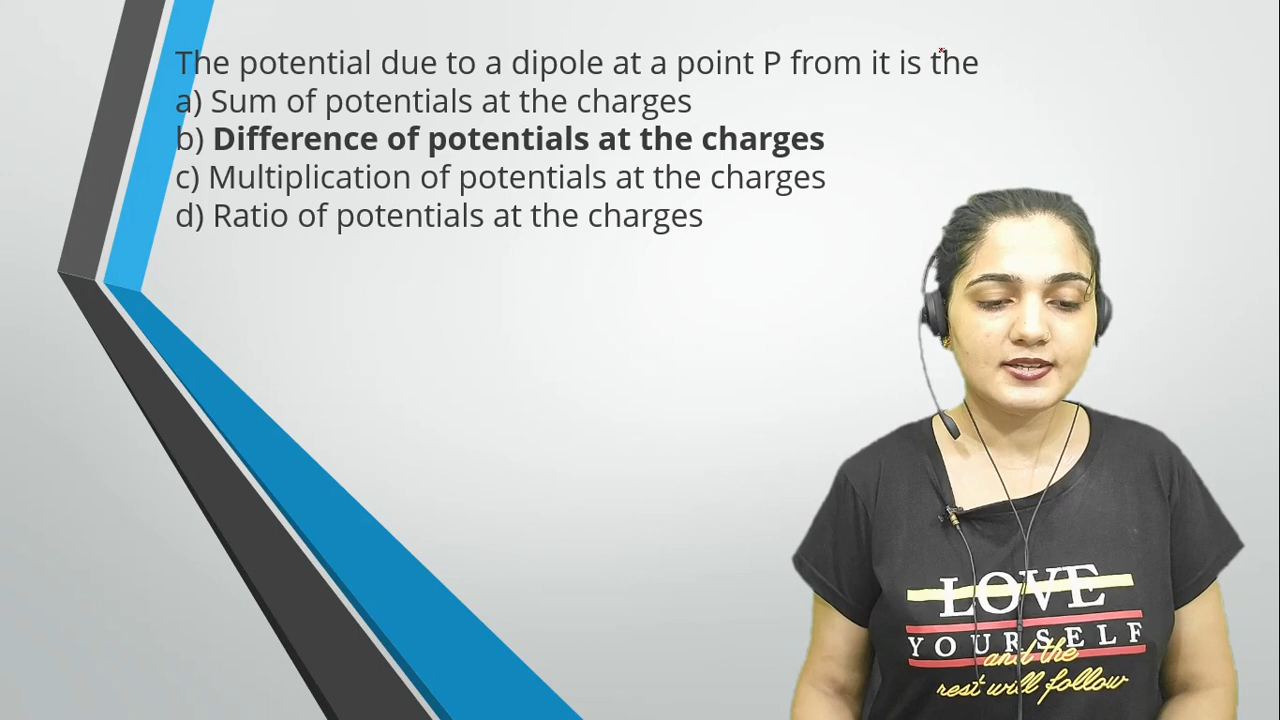 The potential due to a dipole at a point P from it is the
a) Sum of potentials at the charges
b) Difference of potentials at the charges
c) Multiplication of potentials at the charges
d) Ratio of potentials at the charges
LOVE
YOURSELF
and the
rest will follow